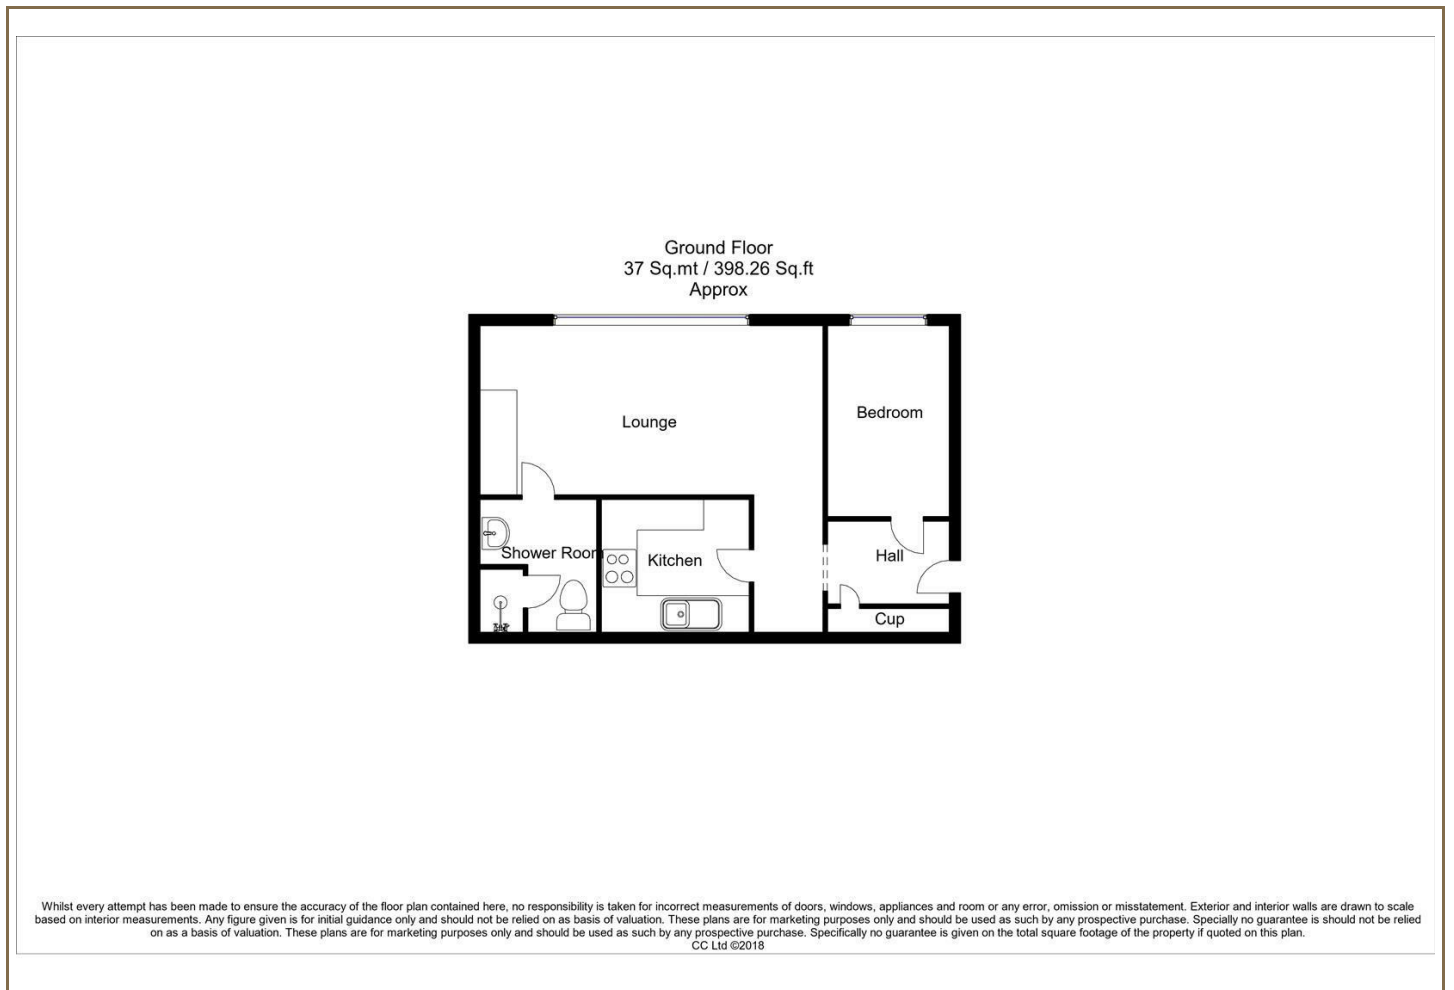 Ground Floor
37 Sq.mt / 398.26 Sq.ft
Approx
Bedroom
Lounge
Shower Room
Kitchen
Hall
Cup
Whilst every attempt has been made to ensure the accuracy of the floor plan contained here, no responsibility is taken for incorrect measurements of doors, windows, appliances and room or any error, omission or misstatement. Exterior and interior walls are drawn to scale
based on interior measurements. Any figure given is for initial guidance only and should not be relied on as basis of valuation. These plans are for marketing purposes only and should be used as such by any prospective purchase. Specially no guarantee is should not be relied
on as a basis of valuation. These plans are for marketing purposes only and should be used as such by any prospective purchase. Specifically no guarantee is given on the total square footage of the property if quoted on this plan.
CC Ltd ©2018